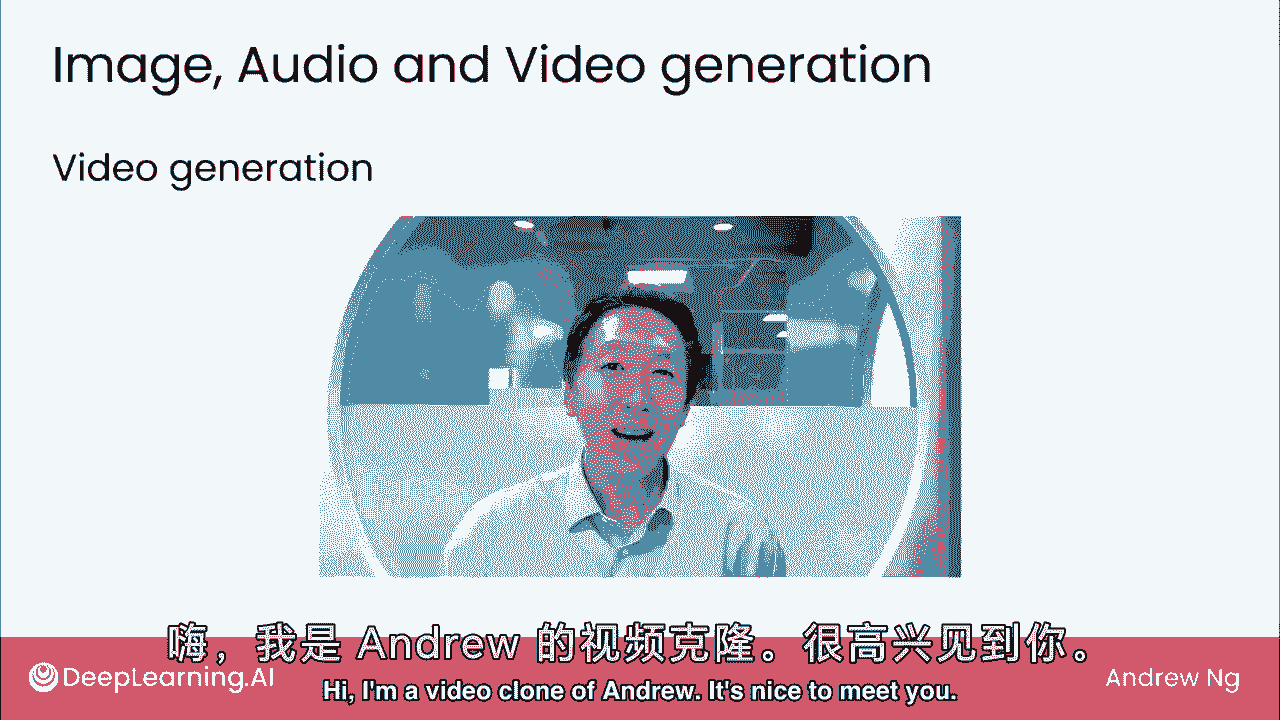 Image, Audio and Video generation
Video generation
嗨，我是 Andrew 的视频克隆。很高兴见到你。
DeepLearning.AI
Andrew Ng
Hi, I'm a video clone of Andrew. It's nice to meet you.